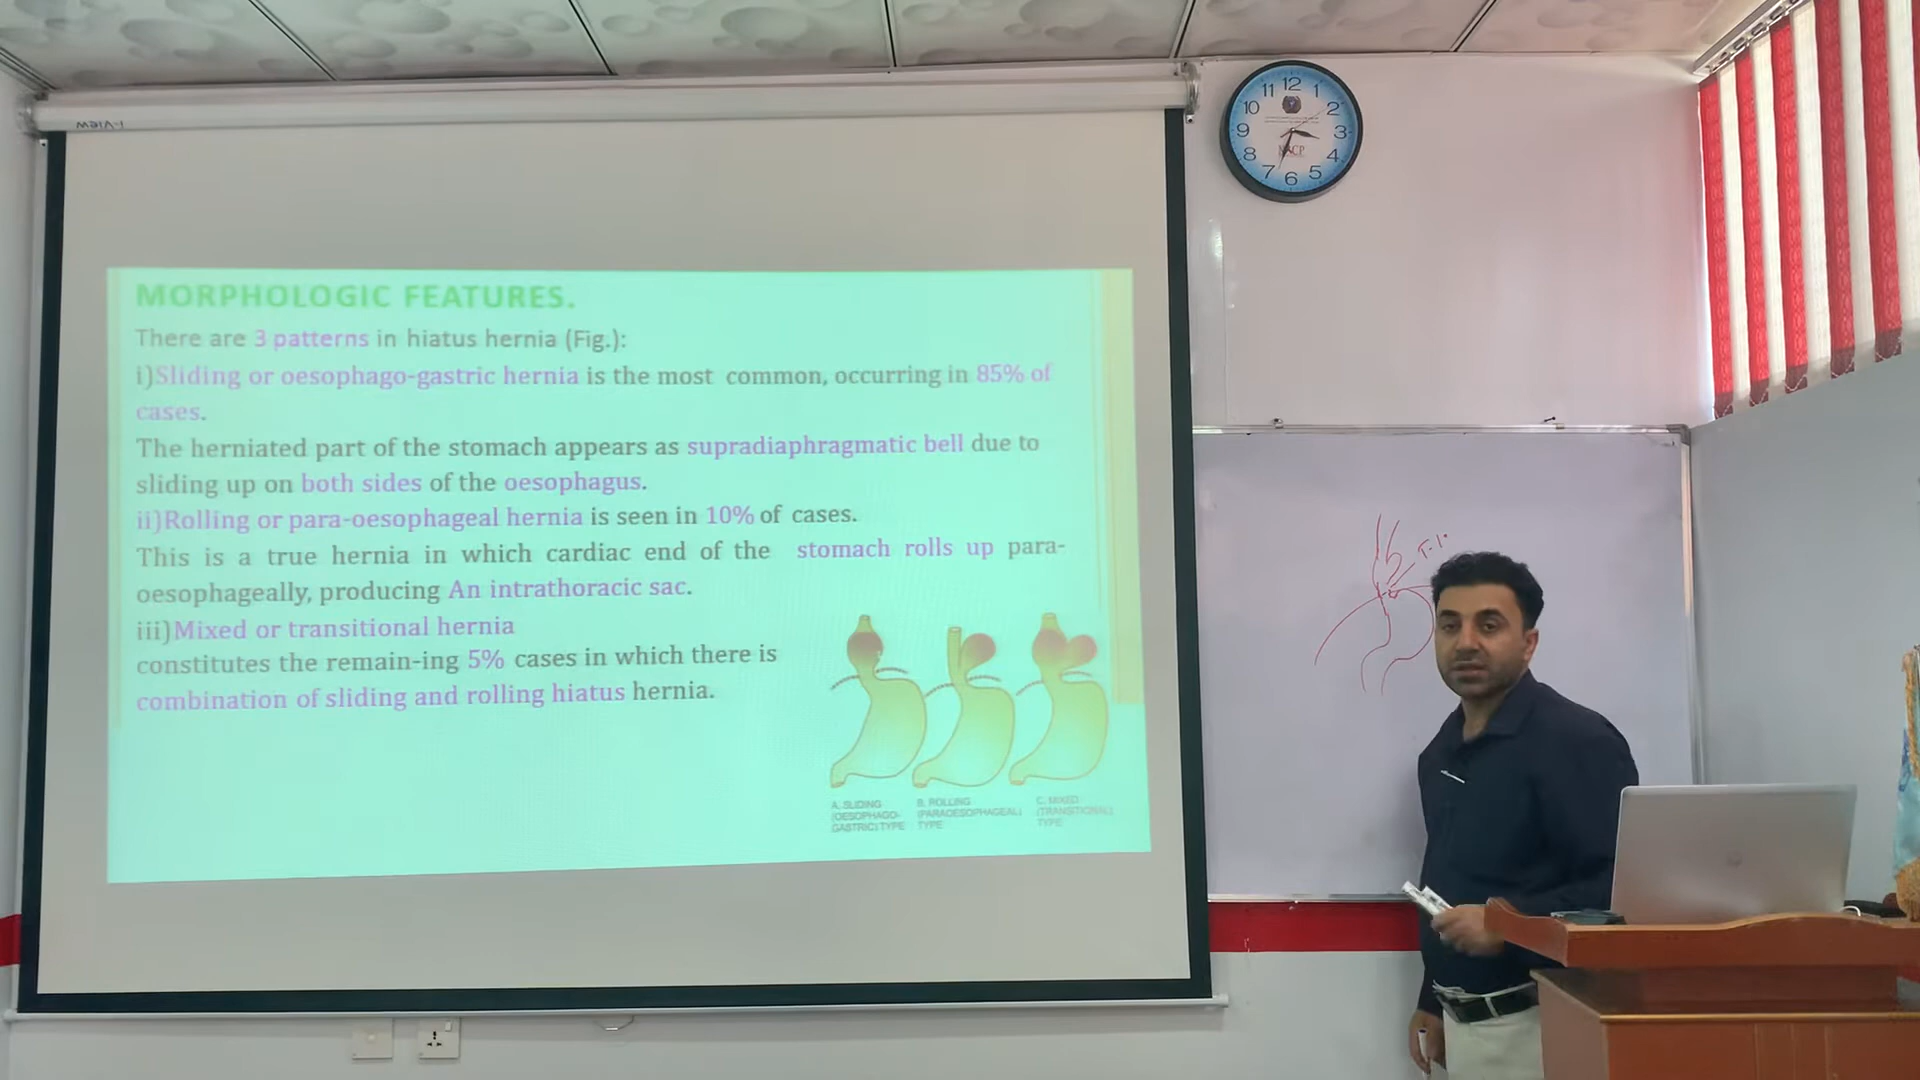 MORPHOLOGIC FEATURES.
There are 3 patterns in hiatus hernia (Fig.):
i)Sliding or oesophago-gastric hernia is the most common, occurring in 85% of
cases.
The herniated part of the stomach appears as supradiaphragmatic bell due to
sliding up on both sides of the oesophagus.
ii)Rolling or para-oesophageal hernia is seen in 10% of cases.
This is a true hernia in which cardiac end of the stomach rolls up para-
oesophageally, producing An intrathoracic sac.
iii)Mixed or transitional hernia
constitutes the remain-ing 5% cases in which there is
combination of sliding and rolling hiatus hernia.
A. SLIDING
(OESOPHAGO-
GASTRIC) TYPE
B. ROLLING
(PARAOESOPHAGEAL)
TYPE
C. MIXED
(TRANSITIONAL)
TYPE
12
1
2
3
4
5
6
7
8
9
10
11